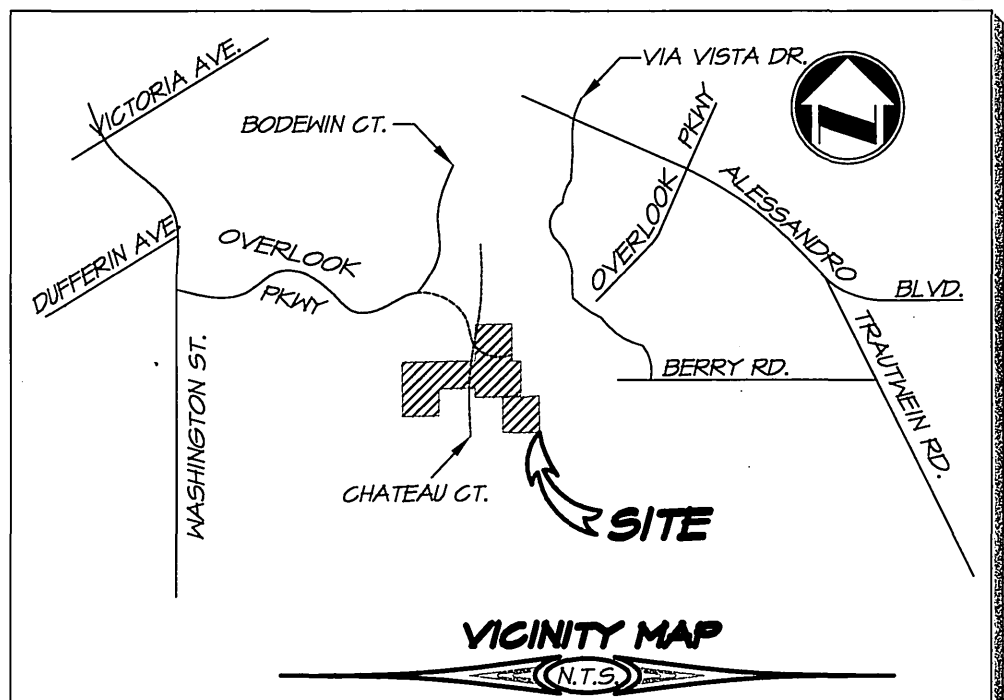 VICTORIA AVE.
VIA VISTA DR.
BODEWIN CT.
OVERLOOK PKWY
ALESSANDRO BLVD.
DUFFERIN AVE.
OVERLOOK
PKWY
TRAUTWEIN RD.
BERRY RD.
WASHINGTON ST.
CHATEAU CT.
SITE
VICINITY MAP
N.T.S.